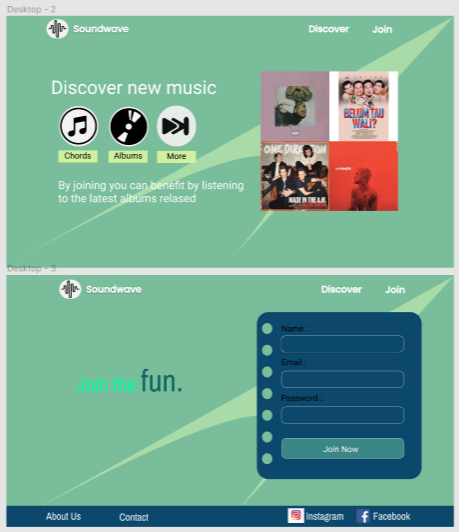 Desktop - 2
Soundwave
Discover
Join
Discover new music
Chords
Albums
More
By joining you can benefit by listening
to the latest albums relased
BELUM TAU
WALI?
ONE DIRECTION
MADE IN THE A.M.
Desktop - 3
Soundwave
Discover
Join
Join the fun.
Name :
Email :
Password :
Join Now
About Us
Contact
Instagram
Facebook